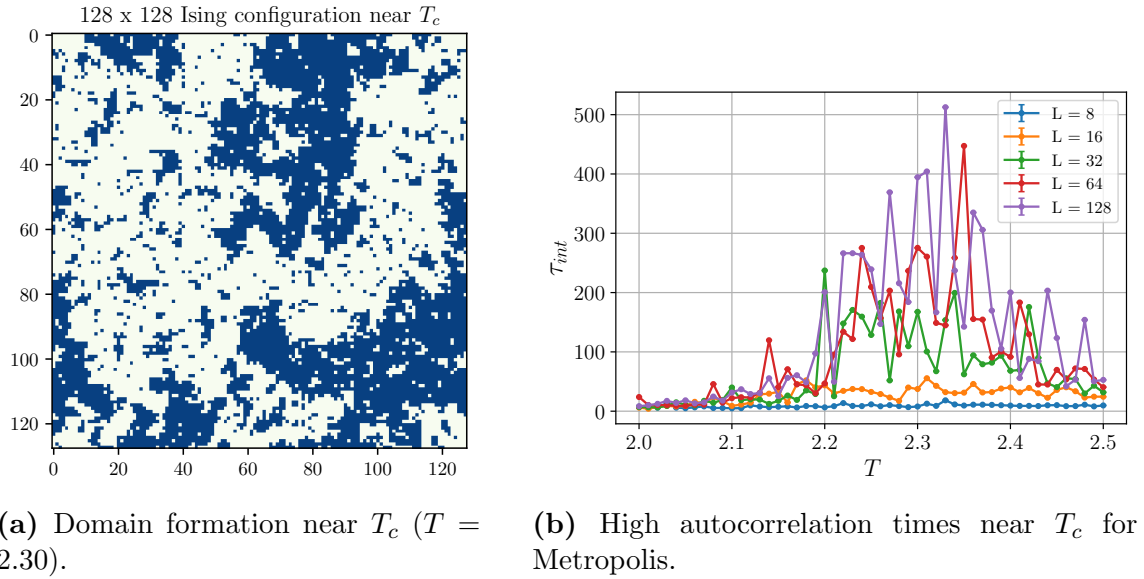 128 x 128 Ising configuration near T_c
0
20
40
60
80
100
120
0 20 40 60 80 100 120
500
400
300
200
100
0
τ_int
2.0 2.1 2.2 2.3 2.4 2.5
T
L = 8
L = 16
L = 32
L = 64
L = 128
(a) Domain formation near T_c (T =
2.30).
(b) High autocorrelation times near T_c for
Metropolis.